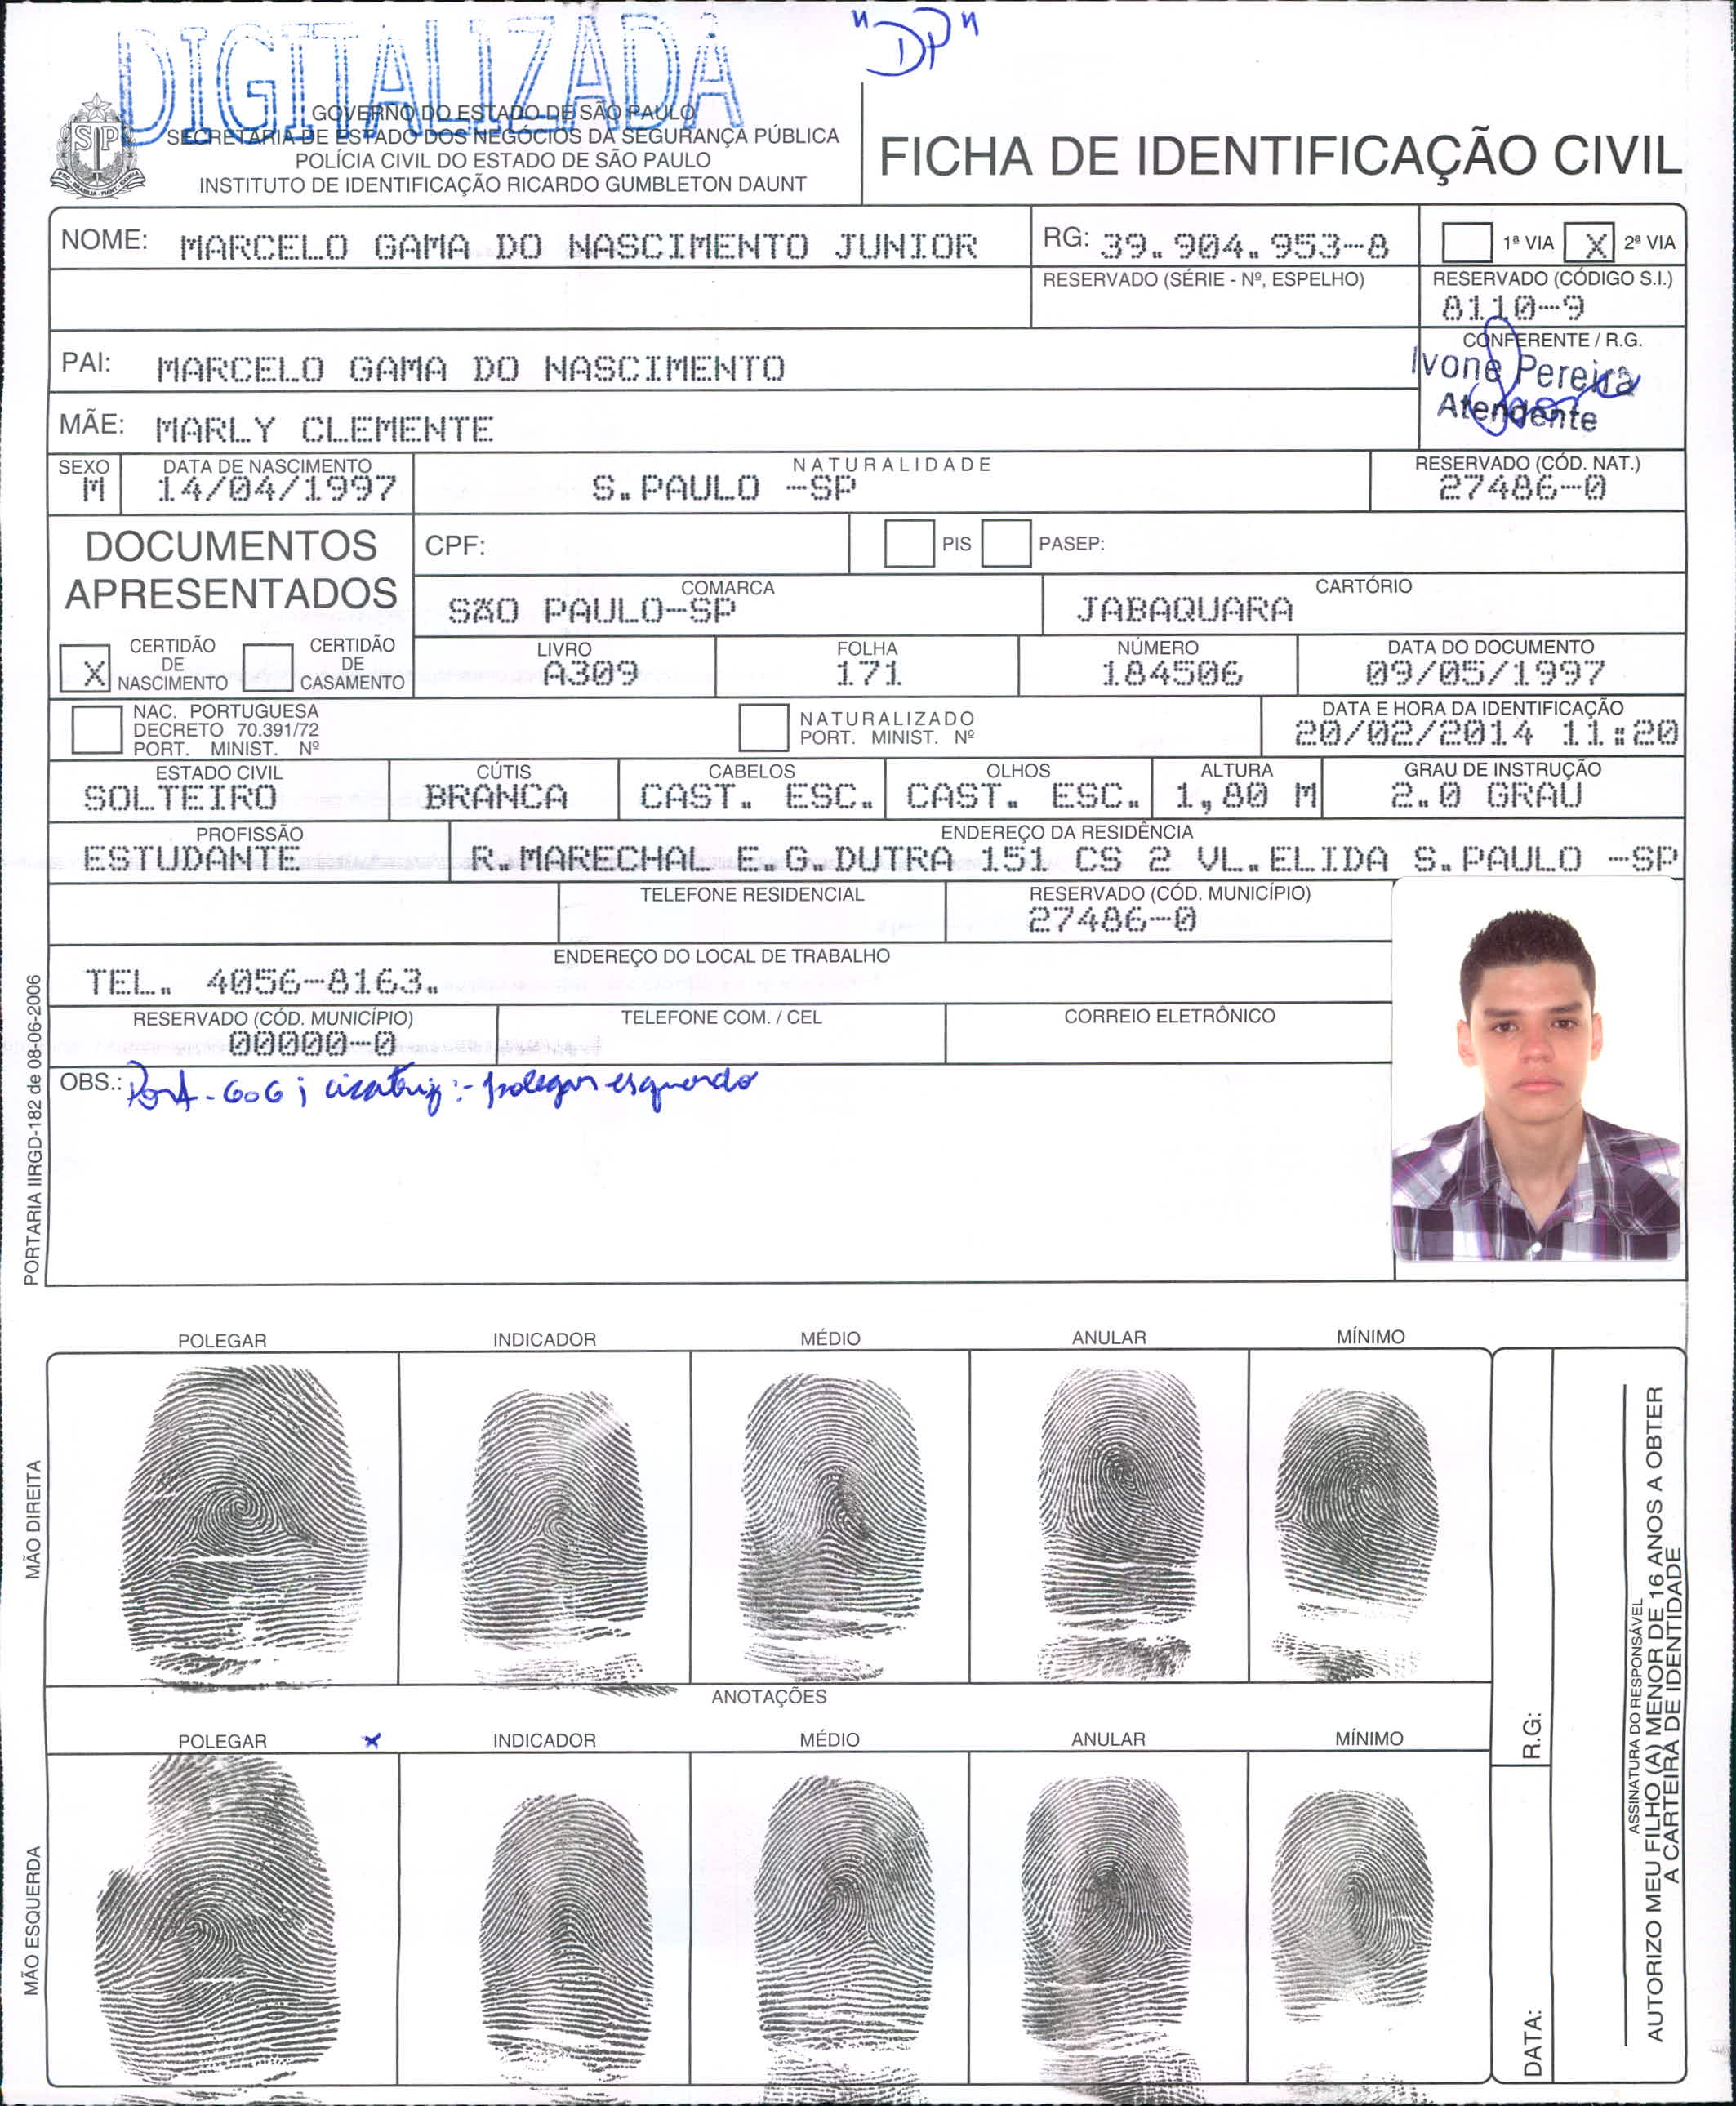 DIGITALIZADA
"DP"
GOVERNO DO ESTADO DE SÃO PAULO
SECRETARIA DE ESTADO DOS NEGÓCIOS DA SEGURANÇA PÚBLICA
POLÍCIA CIVIL DO ESTADO DE SÃO PAULO
INSTITUTO DE IDENTIFICAÇÃO RICARDO GUMBLETON DAUNT
SP
FICHA DE IDENTIFICAÇÃO CIVIL
NOME: MARCELO GAMA DO NASCIMENTO JUNIOR
RG: 39.904.953-8
1ª VIA X 2ª VIA
RESERVADO (SÉRIE - Nº, ESPELHO)
RESERVADO (CÓDIGO S.I.)
8110-9
PAI: MARCELO GAMA DO NASCIMENTO
CONFERENTE / R.G.
Ivone Pereira
Atendente
MÃE: MARLY CLEMENTE
SEXO
M
DATA DE NASCIMENTO
14/04/1997
NATURALIDADE
S.PAULO -SP
RESERVADO (CÓD. NAT.)
27486-0
DOCUMENTOS
APRESENTADOS
CPF:
PIS
PASEP:
COMARCA
SÃO PAULO-SP
CARTÓRIO
JABAQUARA
X
CERTIDÃO
DE
NASCIMENTO
CERTIDÃO
DE
CASAMENTO
LIVRO
A309
FOLHA
171
NÚMERO
184506
DATA DO DOCUMENTO
09/05/1997
NAC. PORTUGUESA
DECRETO 70.391/72
PORT. MINIST. Nº
NATURALIZADO
PORT. MINIST. Nº
DATA E HORA DA IDENTIFICAÇÃO
20/02/2014 11:20
ESTADO CIVIL
SOLTEIRO
CÚTIS
BRANCA
CABELOS
CAST. ESC.
OLHOS
CAST. ESC.
ALTURA
1,80 M
GRAU DE INSTRUÇÃO
2.0 GRAU
PROFISSÃO
ESTUDANTE
ENDEREÇO DA RESIDÊNCIA
R.MARECHAL E.G.DUTRA 151 CS 2 VL.ELIDA S.PAULO -SP
TELEFONE RESIDENCIAL
RESERVADO (CÓD. MUNICÍPIO)
27486-0
ENDEREÇO DO LOCAL DE TRABALHO
TEL. 4056-8163.
RESERVADO (CÓD. MUNICÍPIO)
00000-0
TELEFONE COM. / CEL
CORREIO ELETRÔNICO
OBS.: cicatriz:- polegar esquerdo
PORTARIA IIRGD-182 de 08-06-2006
POLEGAR INDICADOR MÉDIO ANULAR MÍNIMO
MÃO DIREITA
ANOTAÇÕES
POLEGAR x INDICADOR MÉDIO ANULAR MÍNIMO
MÃO ESQUERDA
R.G:
DATA:
ASSINATURA DO RESPONSÁVEL
AUTORIZO MEU FILHO (A) MENOR DE 16 ANOS A OBTER
A CARTEIRA DE IDENTIDADE